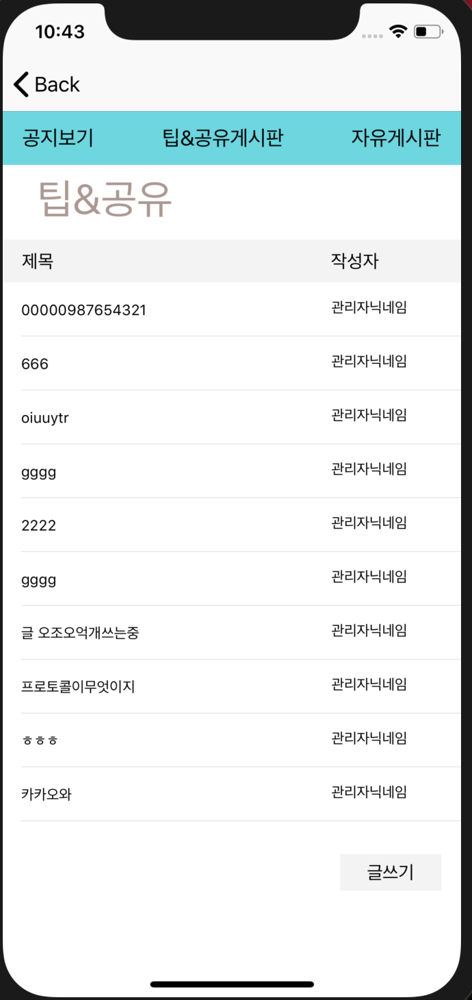 10:43
Back
공지보기 팁&공유게시판 자유게시판
팁&공유
제목 작성자
00000987654321 관리자닉네임
666 관리자닉네임
oiuuytr 관리자닉네임
gggg 관리자닉네임
2222 관리자닉네임
gggg 관리자닉네임
글 오조오억개쓰는중 관리자닉네임
프로토콜이무엇이지 관리자닉네임
ㅎㅎㅎ 관리자닉네임
카카오와 관리자닉네임
글쓰기